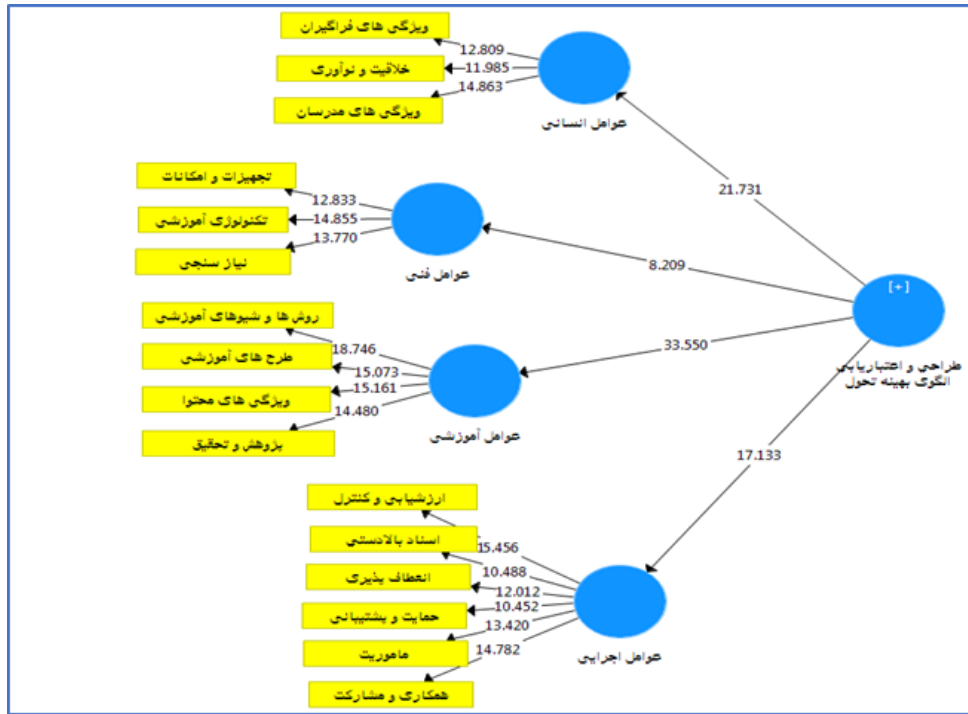 ویژگی های فراگیران
12.809
خلاقیت و نوآوری
11.985
ویژگی های مدرسان
14.863
عوامل انسانی
21.731
تجهیزات و امکانات
12.833
تکنولوژی آموزشی
14.855
نیاز سنجی
13.770
عوامل فنی
8.209
[+]
طراحی و اعتباریابی
الگوی بهینه تحول
روش ها و شیوهای آموزشی
18.746
طرح های آموزشی
15.073
ویژگی های محتوا
15.161
پژوهش و تحقیق
14.480
عوامل آموزشی
33.550
17.133
ارزشیابی و کنترل
15.456
اسناد بالادستی
10.488
انعطاف پذیری
12.012
حمایت و پشتیبانی
10.452
ماموریت
13.420
همکاری و مشارکت
14.782
عوامل اجرایی